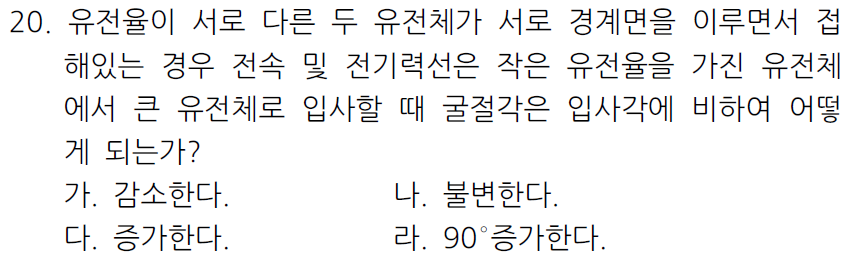 20. 유전율이 서로 다른 두 유전체가 서로 경계면을 이루면서 접
해있는 경우 전속 및 전기력선은 작은 유전율을 가진 유전체
에서 큰 유전체로 입사할 때 굴절각은 입사각에 비하여 어떻
게 되는가?
가. 감소한다. 나. 불변한다.
다. 증가한다. 라. 90°증가한다.